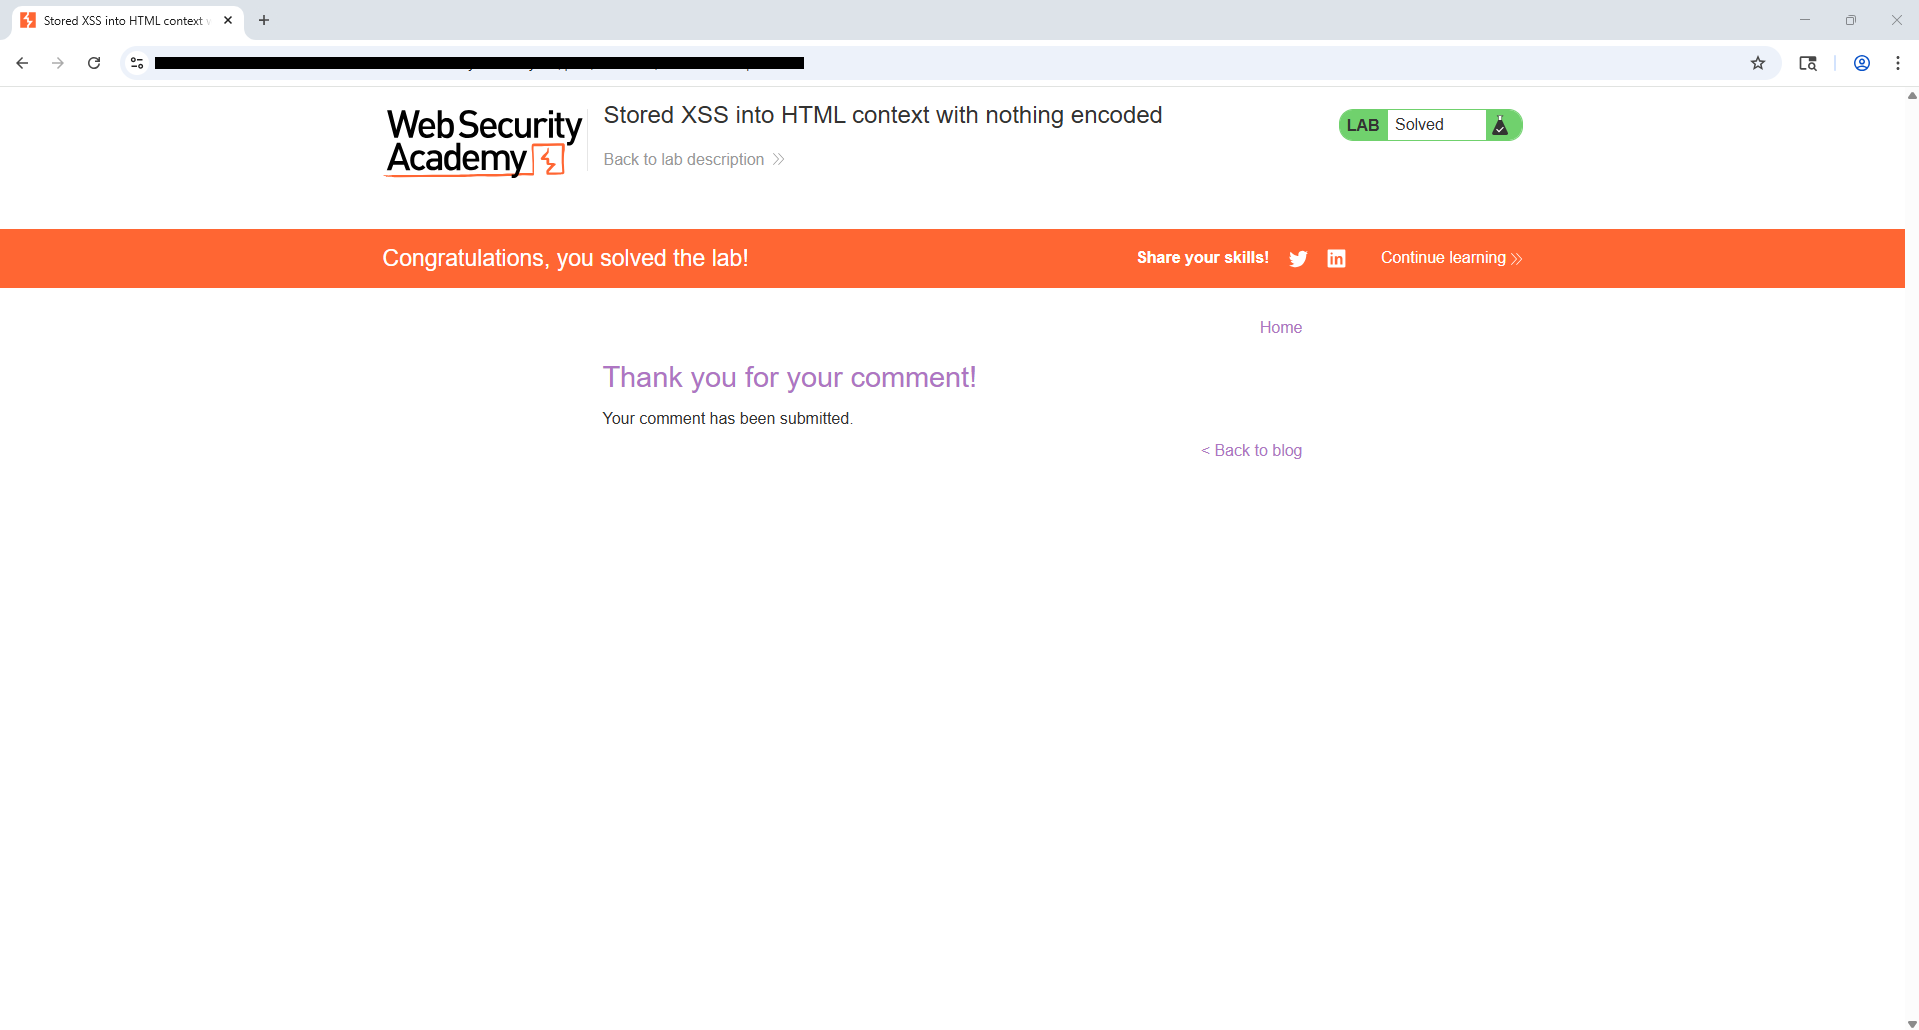 Stored XSS into HTML context
Web Security
Academy
Stored XSS into HTML context with nothing encoded
Back to lab description
LAB Solved
Congratulations, you solved the lab!
Share your skills!
Continue learning
Home
Thank you for your comment!
Your comment has been submitted.
< Back to blog